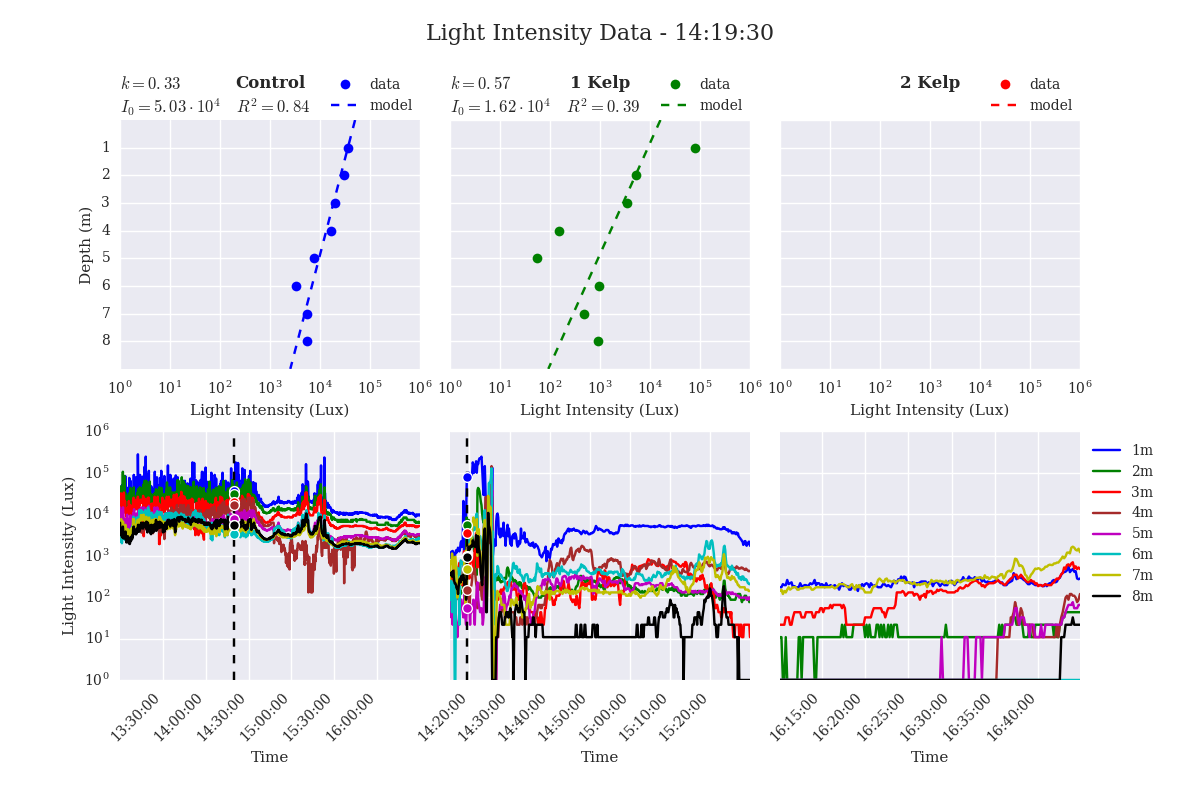 Light Intensity Data - 14:19:30
k = 0.33 Control data
I₀ = 5.03 · 10⁴ R² = 0.84 model
k = 0.57 1 Kelp data
I₀ = 1.62 · 10⁴ R² = 0.39 model
2 Kelp data
model
Depth (m)
1
2
3
4
5
6
7
8
10⁰ 10¹ 10² 10³ 10⁴ 10⁵ 10⁶
Light Intensity (Lux)
10⁰ 10¹ 10² 10³ 10⁴ 10⁵ 10⁶
Light Intensity (Lux)
10⁰ 10¹ 10² 10³ 10⁴ 10⁵ 10⁶
Light Intensity (Lux)
Light Intensity (Lux)
10⁶
10⁵
10⁴
10³
10²
10¹
10⁰
13:30:00 14:00:00 14:30:00 15:00:00 15:30:00 16:00:00
Time
14:20:00 14:30:00 14:40:00 14:50:00 15:00:00 15:10:00 15:20:00
Time
16:15:00 16:20:00 16:25:00 16:30:00 16:35:00 16:40:00
Time
1m
2m
3m
4m
5m
6m
7m
8m